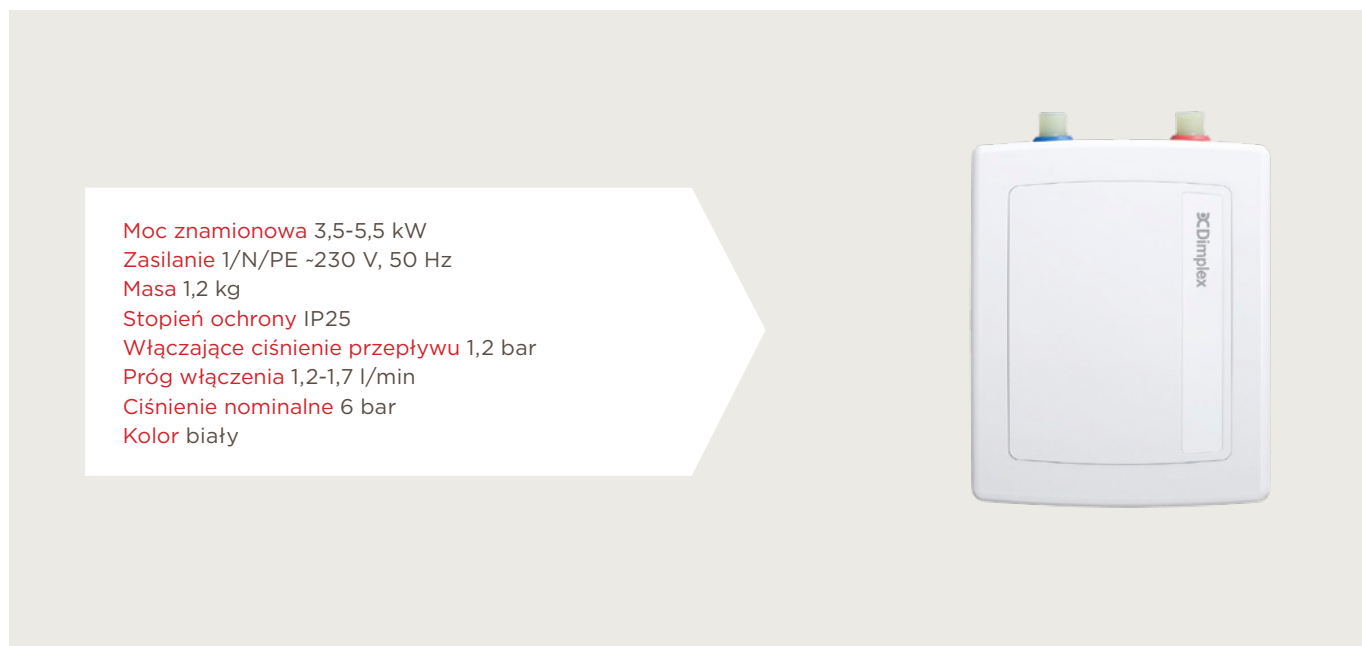 Moc znamionowa 3,5-5,5 kW
Zasilanie 1/N/PE ~230 V, 50 Hz
Masa 1,2 kg
Stopień ochrony IP25
Włączające ciśnienie przepływu 1,2 bar
Próg włączenia 1,2-1,7 l/min
Ciśnienie nominalne 6 bar
Kolor biały
Dimplex